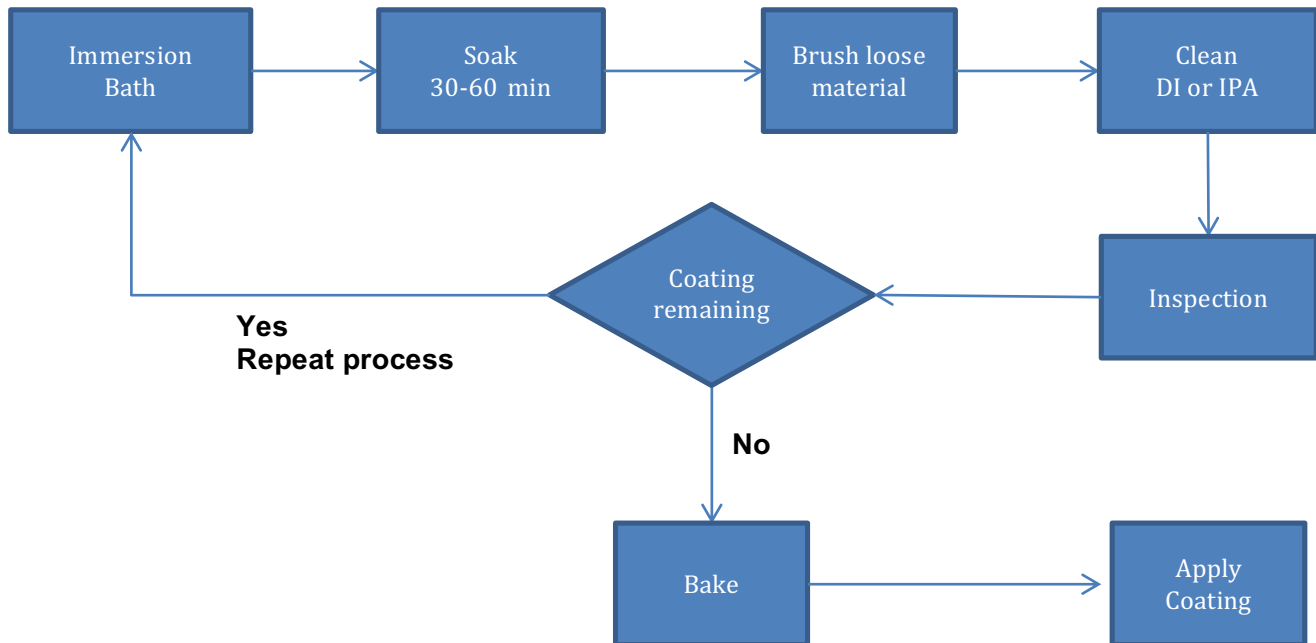 Immersion
Bath
Soak
30-60 min
Brush loose
material
Clean
DI or IPA
Inspection
Coating
remaining
Yes
Repeat process
No
Bake
Apply
Coating